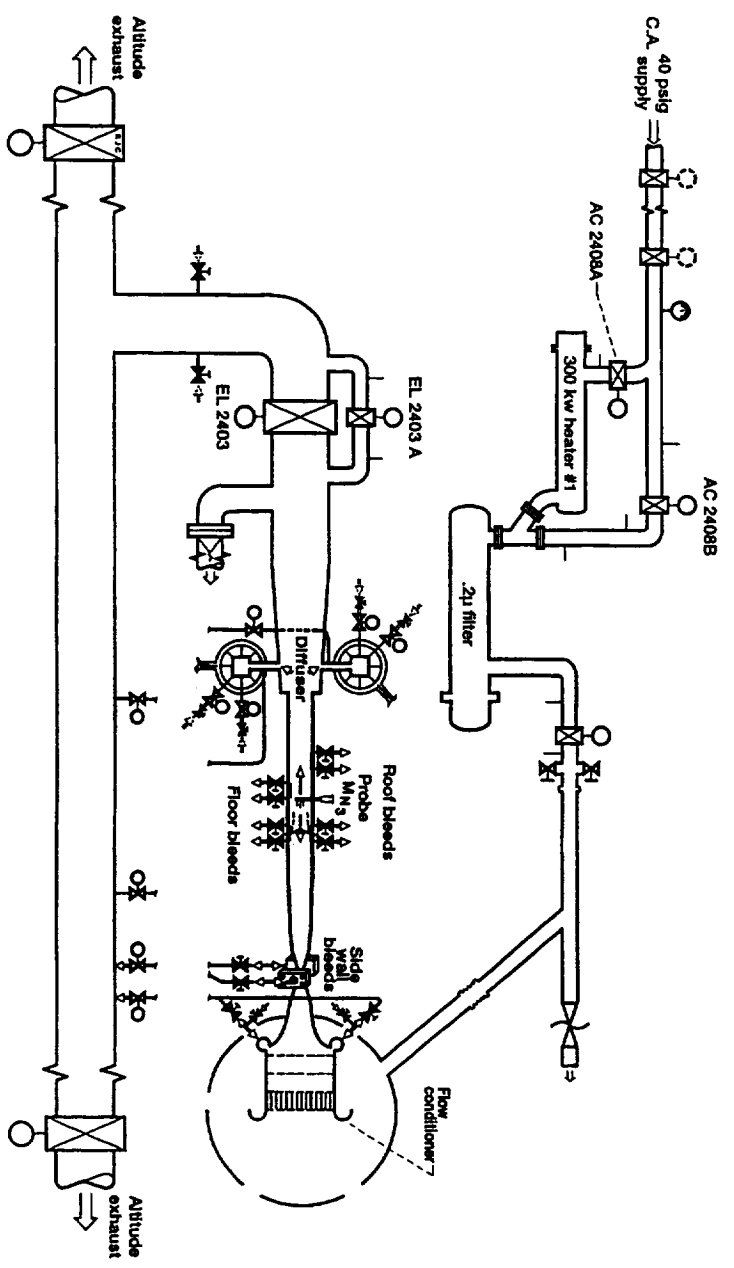 40 psig
C.A. supply
AC 2408A
300 kw heater #1
AC 2408B
.2µ filter
Altitude
exhaust
EL 2403 A
EL 2403
Diffuser
Roof bleeds
Probe
MN3
Floor bleeds
Side
wall
bleeds
Flow
conditioner
Altitude
exhaust